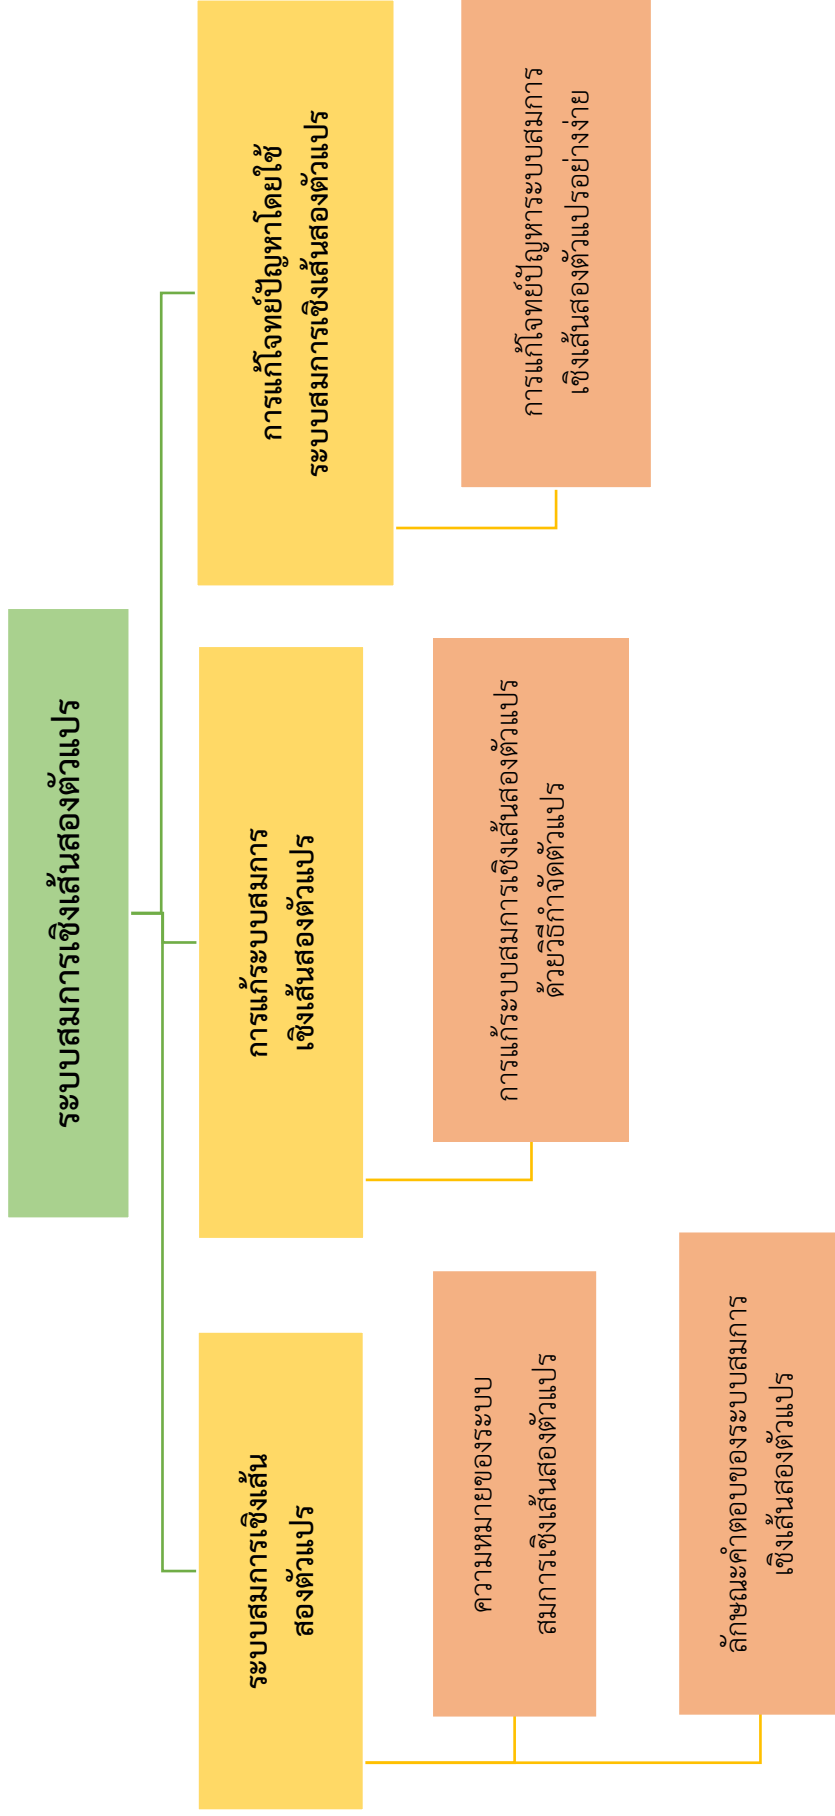 ระบบสมการเชิงเส้นสองตัวแปร
ระบบสมการเชิงเส้น
สองตัวแปร
ความหมายของระบบ
สมการเชิงเส้นสองตัวแปร
ลักษณะคำตอบของระบบสมการ
เชิงเส้นสองตัวแปร
การแก้ระบบสมการ
เชิงเส้นสองตัวแปร
การแก้ระบบสมการเชิงเส้นสองตัวแปร
ด้วยวิธีกำจัดตัวแปร
การแก้โจทย์ปัญหาโดยใช้
ระบบสมการเชิงเส้นสองตัวแปร
การแก้โจทย์ปัญหาระบบสมการ
เชิงเส้นสองตัวแปรอย่างง่าย